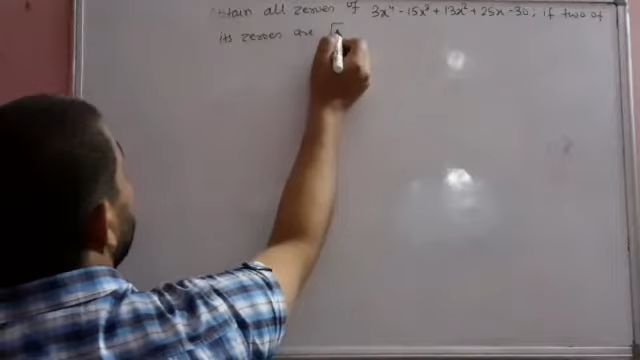 Obtain all zeroes of 3x⁴ - 15x³ + 13x² + 25x - 30; if two of
its zeroes are √